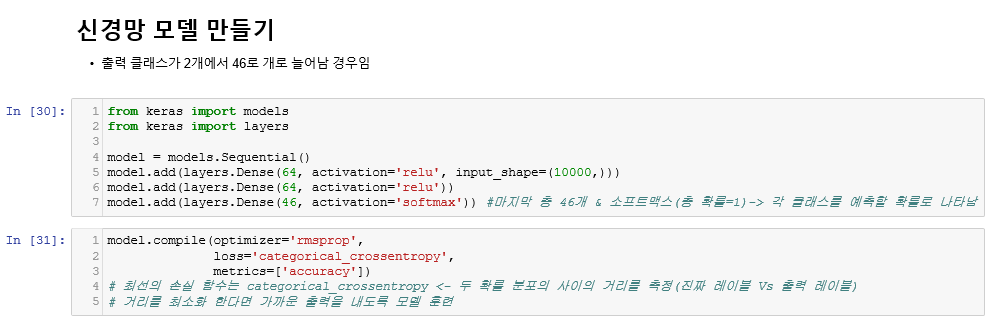 신경망 모델 만들기
• 출력 클래스가 2개에서 46로 개로 늘어남 경우임
In [30]:
1 from keras import models
2 from keras import layers
3
4 model = models.Sequential()
5 model.add(layers.Dense(64, activation='relu', input_shape=(10000,)))
6 model.add(layers.Dense(64, activation='relu'))
7 model.add(layers.Dense(46, activation='softmax')) #마지막 층 46개 & 소프트맥스(총 확률=1)-> 각 클래스를 예측할 확률로 나타남
In [31]:
1 model.compile(optimizer='rmsprop',
2 loss='categorical_crossentropy',
3 metrics=['accuracy'])
4 # 최선의 손실 함수는 categorical_crossentropy <- 두 확률 분포의 사이의 거리를 측정(진짜 레이블 Vs 출력 레이블)
5 # 거리를 최소화 한다면 가까운 출력을 내도록 모델 훈련